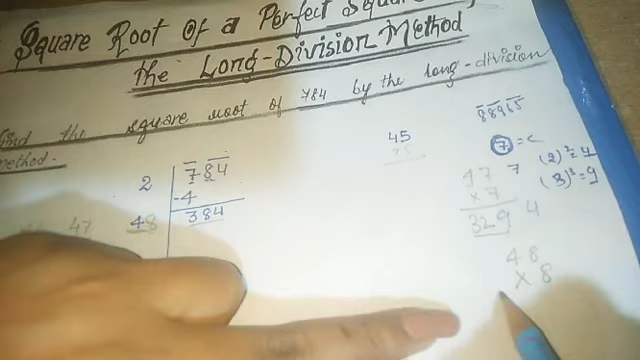 Square Root Of a Perfect Square
the Long-Division Method
find the square root of 784 by the long-division
method-
88965
45
7 = <
(2)²=4
(3)²=9
2 784
-4
47 48 384
47 7
×7
329 4
48
×8